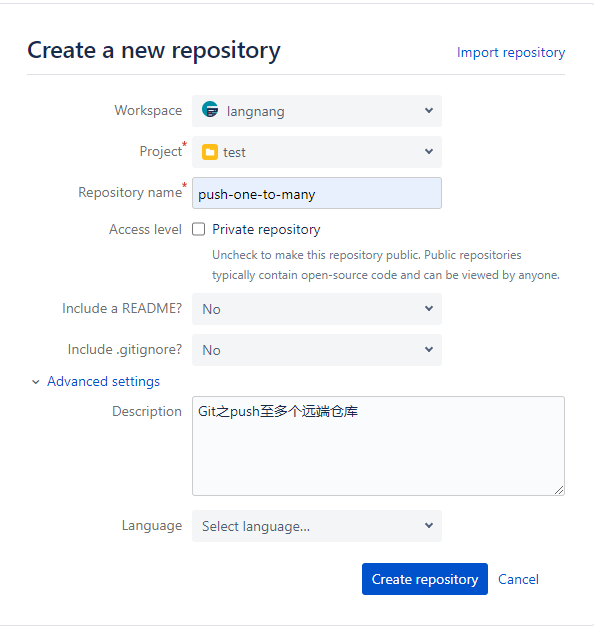 Create a new repository
Import repository
Workspace
langnang
Project*
test
Repository name*
push-one-to-many
Access level
Private repository
Uncheck to make this repository public. Public repositories
typically contain open-source code and can be viewed by anyone.
Include a README?
No
Include .gitignore?
No
Advanced settings
Description
Git之push至多个远端仓库
Language
Select language...
Create repository
Cancel